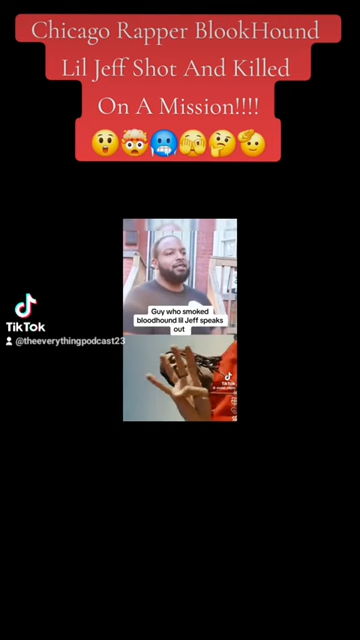 Chicago Rapper BlookHound
Lil Jeff Shot And Killed
On A Mission!!!!
😲🤯🥶🫣🤔🫡
Guy who smoked
bloodhound lil Jeff speaks
out
TikTok
@theeverythingpodcast23
TikTok